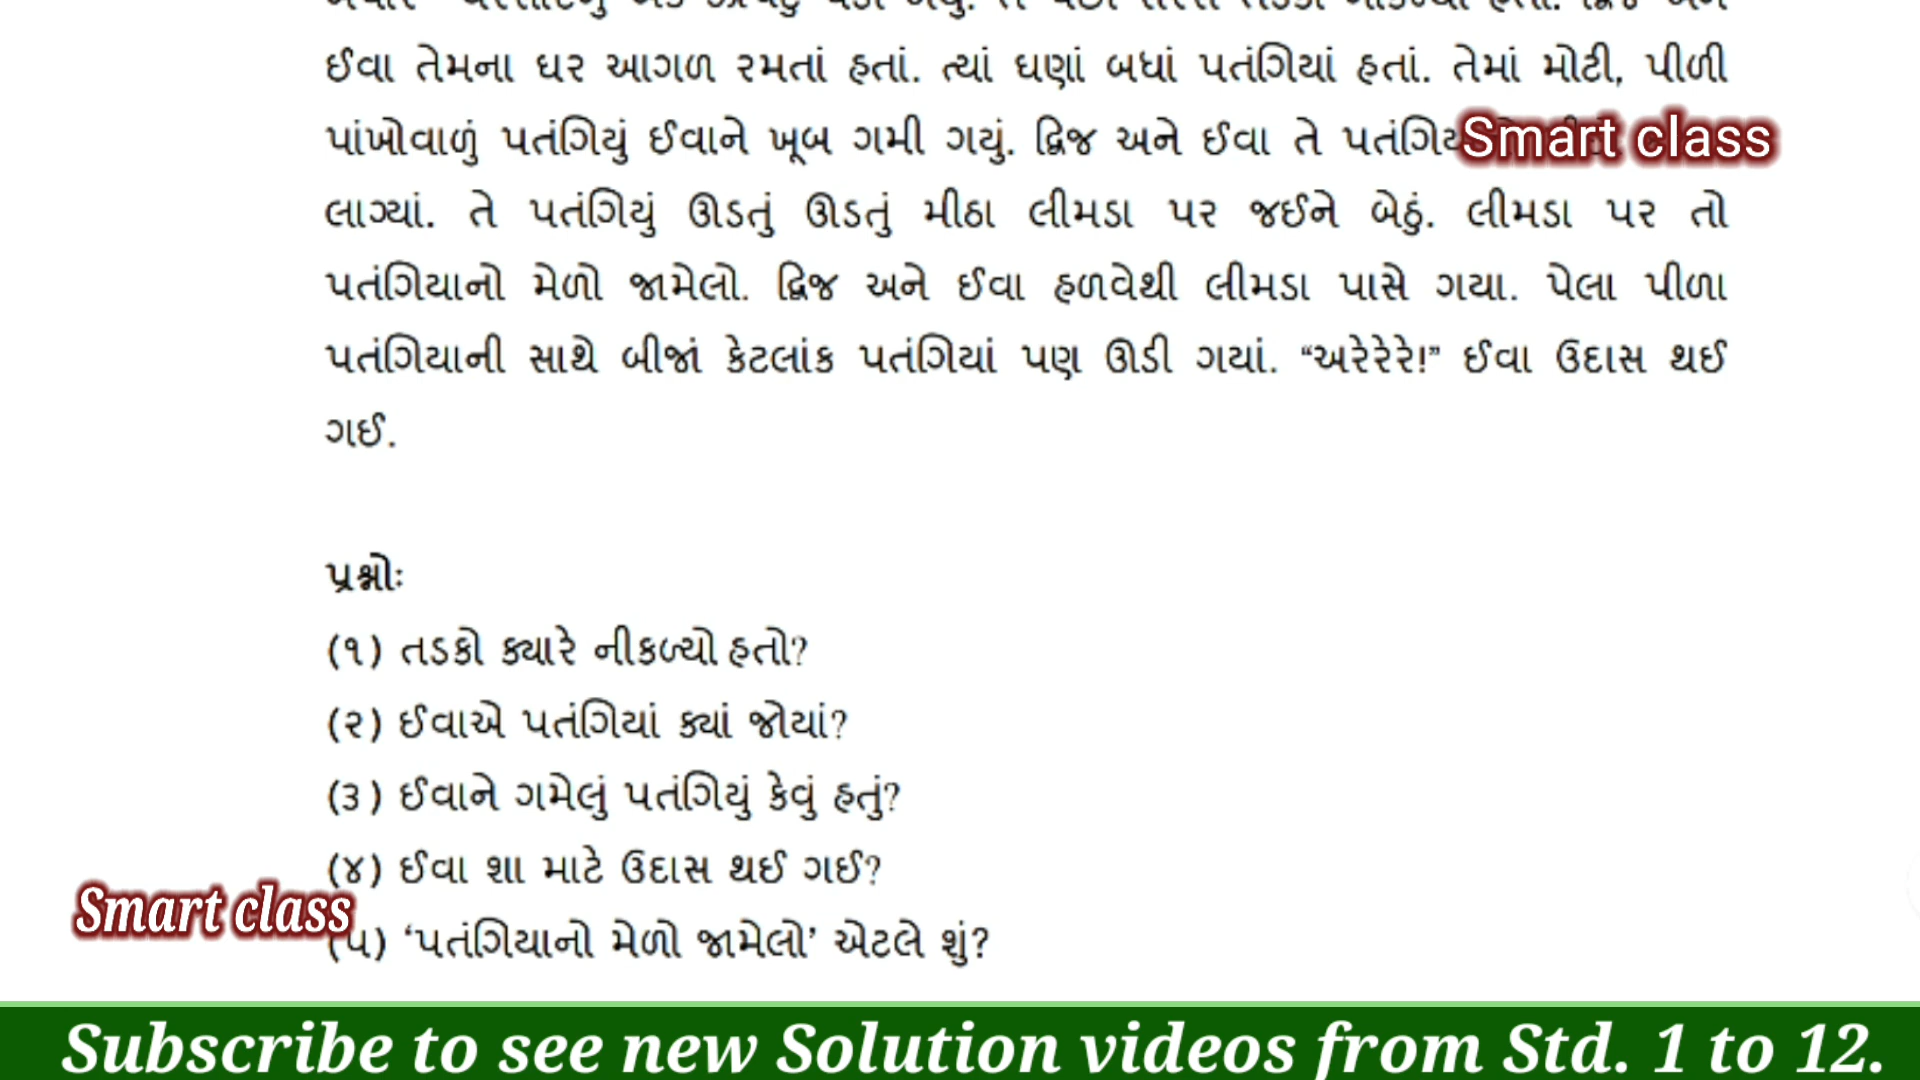 ઈવા તેમના ઘર આગળ રમતાં હતાં. ત્યાં ઘણાં બધાં પતંગિયાં હતાં. તેમાં મોટી, પીળી
પાંખોવાળું પતંગિયું ઈવાને ખૂબ ગમી ગયું. દ્વિજ અને ઈવા તે
Smart class
લાગ્યાં. તે પતંગિયું ઊડતું ઊડતું મીઠા લીમડા પર જઈને બેઠું. લીમડા પર તો
પતંગિયાનો મેળો જામેલો. દ્વિજ અને ઈવા હળવેથી લીમડા પાસે ગયા. પેલા પીળા
પતંગિયાની સાથે બીજાં કેટલાંક પતંગિયાં પણ ઊડી ગયાં. “અરેરેરે!” ઈવા ઉદાસ થઈ
ગઈ.
પ્રશ્નોઃ
(૧) તડકો ક્યારે નીકળ્યો હતો?
(૨) ઈવાએ પતંગિયાં ક્યાં જોયાં?
(૩) ઈવાને ગમેલું પતંગિયું કેવું હતું?
(૪) ઈવા શા માટે ઉદાસ થઈ ગઈ?
Smart class
(૫) ‘પતંગિયાનો મેળો જામેલો’ એટલે શું?
Subscribe to see new Solution videos from Std. 1 to 12.